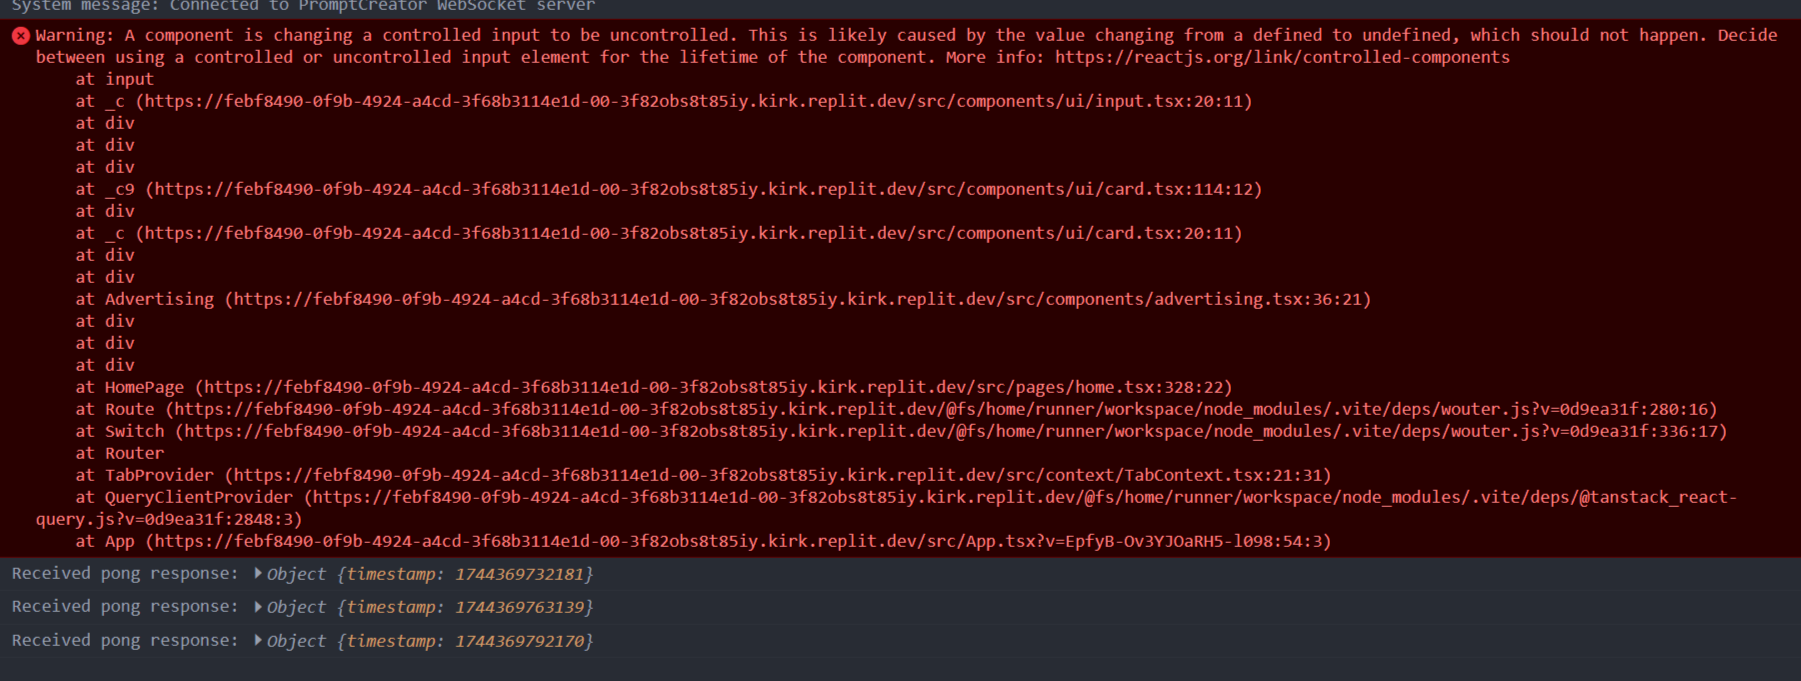 System message: Connected to PromptCreator WebSocket server
Warning: A component is changing a controlled input to be uncontrolled. This is likely caused by the value changing from a defined to undefined, which should not happen. Decide
between using a controlled or uncontrolled input element for the lifetime of the component. More info: https://reactjs.org/link/controlled-components
at input
at _c (https://febf8490-0f9b-4924-a4cd-3f68b3114e1d-00-3f82obs8t85iy.kirk.replit.dev/src/components/ui/input.tsx:20:11)
at div
at div
at div
at _c9 (https://febf8490-0f9b-4924-a4cd-3f68b3114e1d-00-3f82obs8t85iy.kirk.replit.dev/src/components/ui/card.tsx:114:12)
at div
at _c (https://febf8490-0f9b-4924-a4cd-3f68b3114e1d-00-3f82obs8t85iy.kirk.replit.dev/src/components/ui/card.tsx:20:11)
at div
at div
at Advertising (https://febf8490-0f9b-4924-a4cd-3f68b3114e1d-00-3f82obs8t85iy.kirk.replit.dev/src/components/advertising.tsx:36:21)
at div
at div
at div
at HomePage (https://febf8490-0f9b-4924-a4cd-3f68b3114e1d-00-3f82obs8t85iy.kirk.replit.dev/src/pages/home.tsx:328:22)
at Route (https://febf8490-0f9b-4924-a4cd-3f68b3114e1d-00-3f82obs8t85iy.kirk.replit.dev/@fs/home/runner/workspace/node_modules/.vite/deps/wouter.js?v=0d9ea31f:280:16)
at Switch (https://febf8490-0f9b-4924-a4cd-3f68b3114e1d-00-3f82obs8t85iy.kirk.replit.dev/@fs/home/runner/workspace/node_modules/.vite/deps/wouter.js?v=0d9ea31f:336:17)
at Router
at TabProvider (https://febf8490-0f9b-4924-a4cd-3f68b3114e1d-00-3f82obs8t85iy.kirk.replit.dev/src/context/TabContext.tsx:21:31)
at QueryClientProvider (https://febf8490-0f9b-4924-a4cd-3f68b3114e1d-00-3f82obs8t85iy.kirk.replit.dev/@fs/home/runner/workspace/node_modules/.vite/deps/@tanstack_react-
query.js?v=0d9ea31f:2848:3)
at App (https://febf8490-0f9b-4924-a4cd-3f68b3114e1d-00-3f82obs8t85iy.kirk.replit.dev/src/App.tsx?v=EpfyB-Ov3YJOaRH5-l098:54:3)
Received pong response: Object {timestamp: 1744369732181}
Received pong response: Object {timestamp: 1744369763139}
Received pong response: Object {timestamp: 1744369792170}